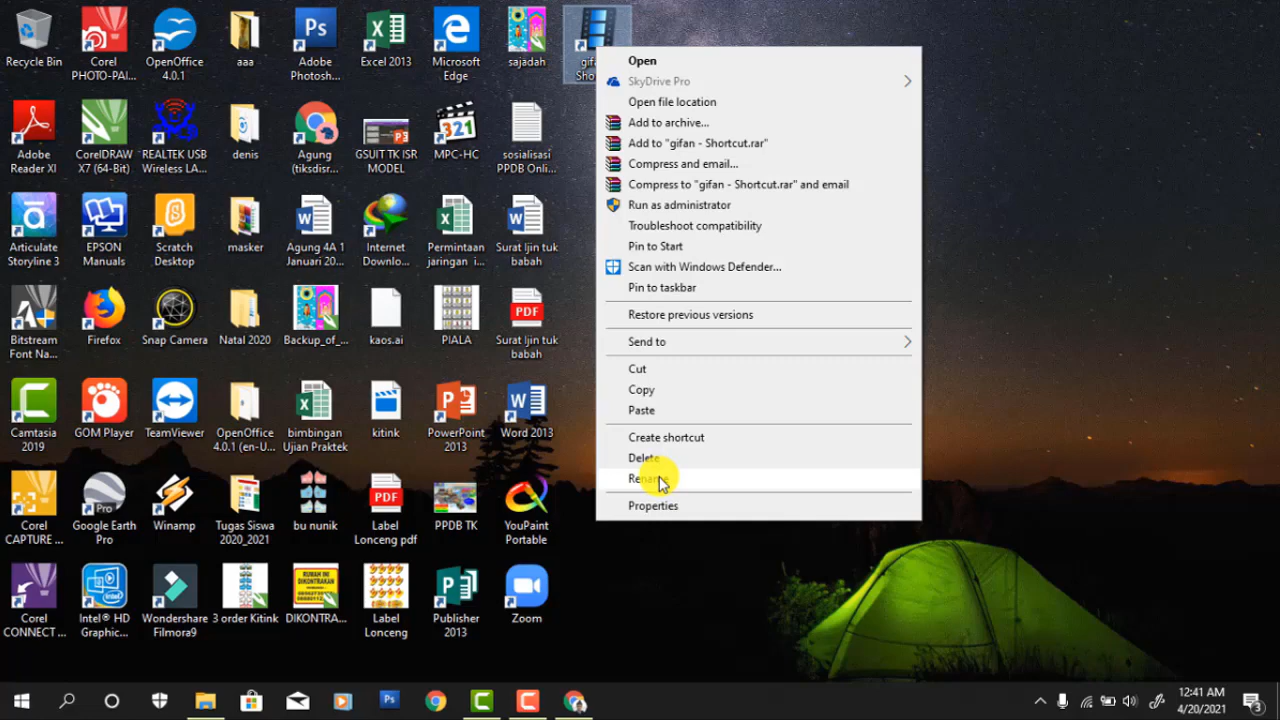 Recycle Bin
Corel
PHOTO-PAI...
OpenOffice
4.0.1
aaa
Adobe
Photosh...
Excel 2013
Microsoft
Edge
sajadah
gifa
Sho
Adobe
Reader XI
CorelDRAW
X7 (64-Bit)
REALTEK USB
Wireless LA...
denis
Agung
(tiksdisr...
GSUIT TK ISR
MODEL
MPC-HC
sosialisasi
PPDB Onli...
Articulate
Storyline 3
EPSON
Manuals
Scratch
Desktop
masker
Agung 4A 1
Januari 20...
Internet
Downlo...
Permintaan
jaringan i...
Surat Ijin tuk
babah
Bitstream
Font Na...
Firefox
Snap Camera
Natal 2020
Backup_of_...
kaos.ai
PIALA
Surat Ijin tuk
babah
Camtasia
2019
GOM Player
TeamViewer
OpenOffice
4.0.1 (en-U...
bimbingan
Ujian Praktek
kitink
PowerPoint
2013
Word 2013
Corel
CAPTURE ...
Google Earth
Pro
Winamp
Tugas Siswa
2020_2021
bu nunik
Label
Lonceng pdf
PPDB TK
YouPaint
Portable
Corel
CONNECT ...
Intel® HD
Graphic...
Wondershare
Filmora9
3 order Kitink
DIKONTRA...
Label
Lonceng
Publisher
2013
Zoom
Open
SkyDrive Pro
Open file location
Add to archive...
Add to "gifan - Shortcut.rar"
Compress and email...
Compress to "gifan - Shortcut.rar" and email
Run as administrator
Troubleshoot compatibility
Pin to Start
Scan with Windows Defender...
Pin to taskbar
Restore previous versions
Send to
Cut
Copy
Paste
Create shortcut
Delete
Rename
Properties
12:41 AM
4/20/2021
3